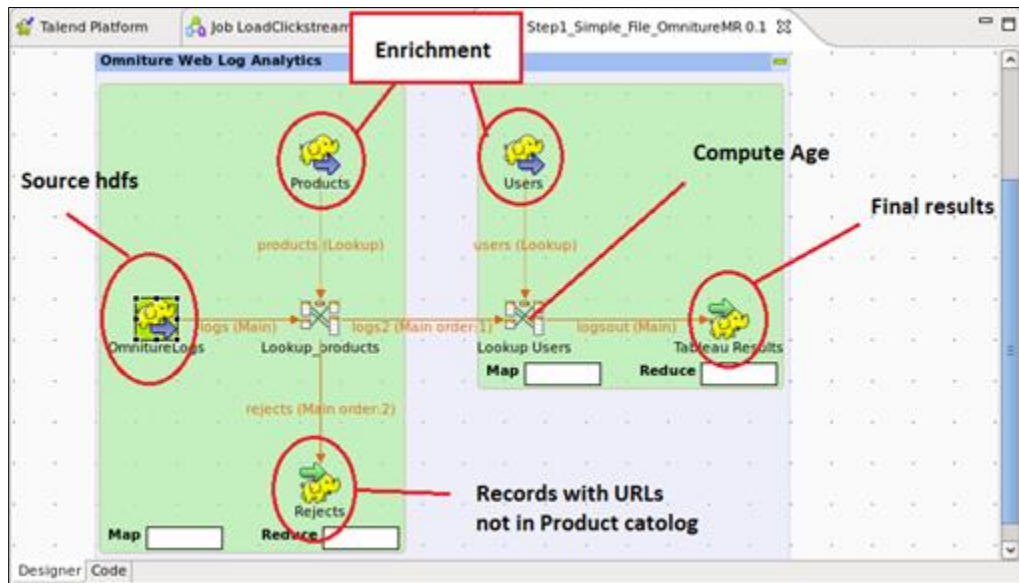 Talend Platform
Job LoadClickstream
Step1_Simple_File_OmnitureMR 0.1
Omniture Web Log Analytics
Enrichment
Products
Users
Compute Age
Source hdfs
Final results
products (Lookup)
users (Lookup)
logs (Main)
logs2 (Main order:1)
logsout (Main)
OmnitureLogs
Lookup_products
Lookup Users
Tableau Results
Map
Reduce
rejects (Main order:2)
Records with URLs
not in Product catolog
Rejects
Map
Reduce
Designer
Code